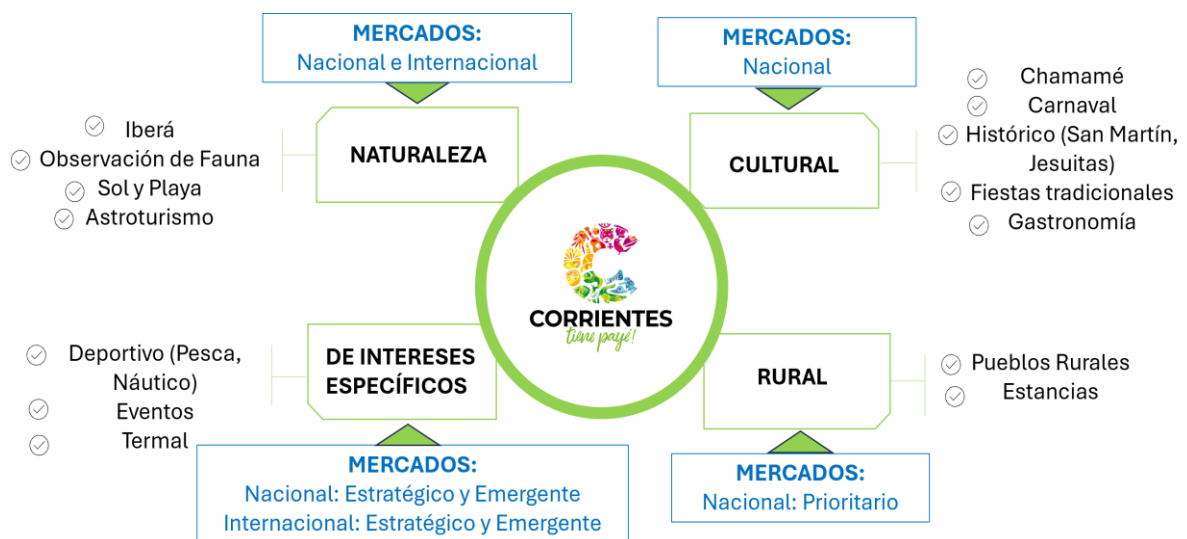 MERCADOS:
Nacional e Internacional
NATURALEZA
Iberá
Observación de Fauna
Sol y Playa
Astroturismo
MERCADOS:
Nacional
CULTURAL
Chamamé
Carnaval
Histórico (San Martín,
Jesuitas)
Fiestas tradicionales
Gastronomía
CORRIENTES
tiene payé!
DE INTERESES
ESPECÍFICOS
Deportivo (Pesca,
Náutico)
Eventos
Termal
MERCADOS:
Nacional: Estratégico y Emergente
Internacional: Estratégico y Emergente
RURAL
Pueblos Rurales
Estancias
MERCADOS:
Nacional: Prioritario